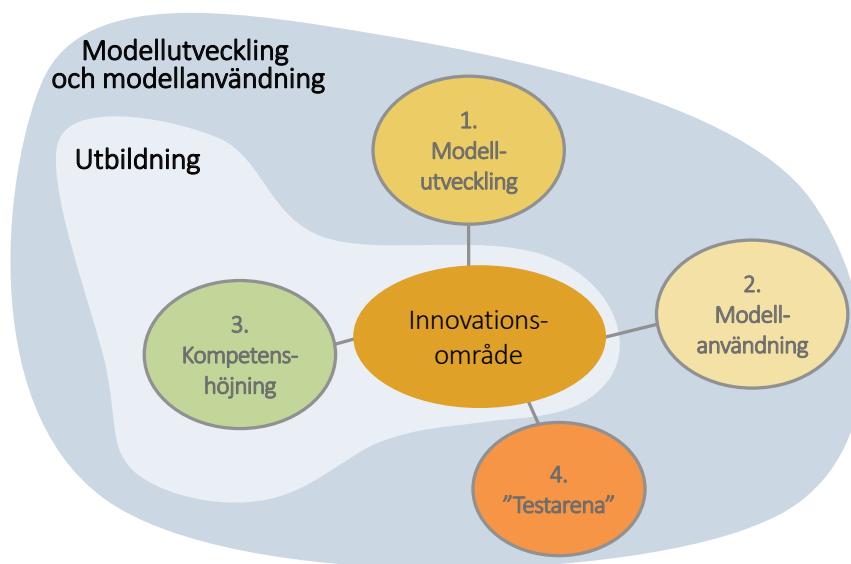 Modellutveckling
och modellanvändning
Utbildning
1.
Modell-
utveckling
2.
Modell-
användning
Innovations-
område
3.
Kompetens-
höjning
4.
”Testarena”